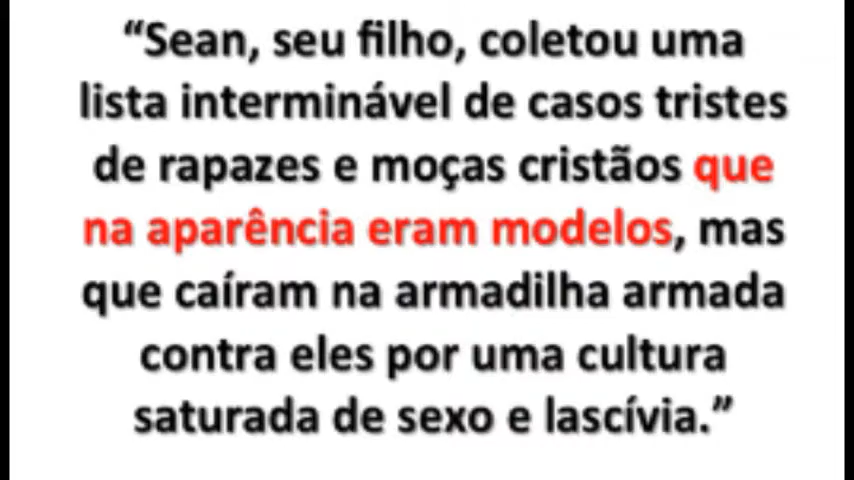 “Sean, seu filho, coletou uma
lista interminável de casos tristes
de rapazes e moças cristãos que
na aparência eram modelos, mas
que caíram na armadilha armada
contra eles por uma cultura
saturada de sexo e lascívia.”